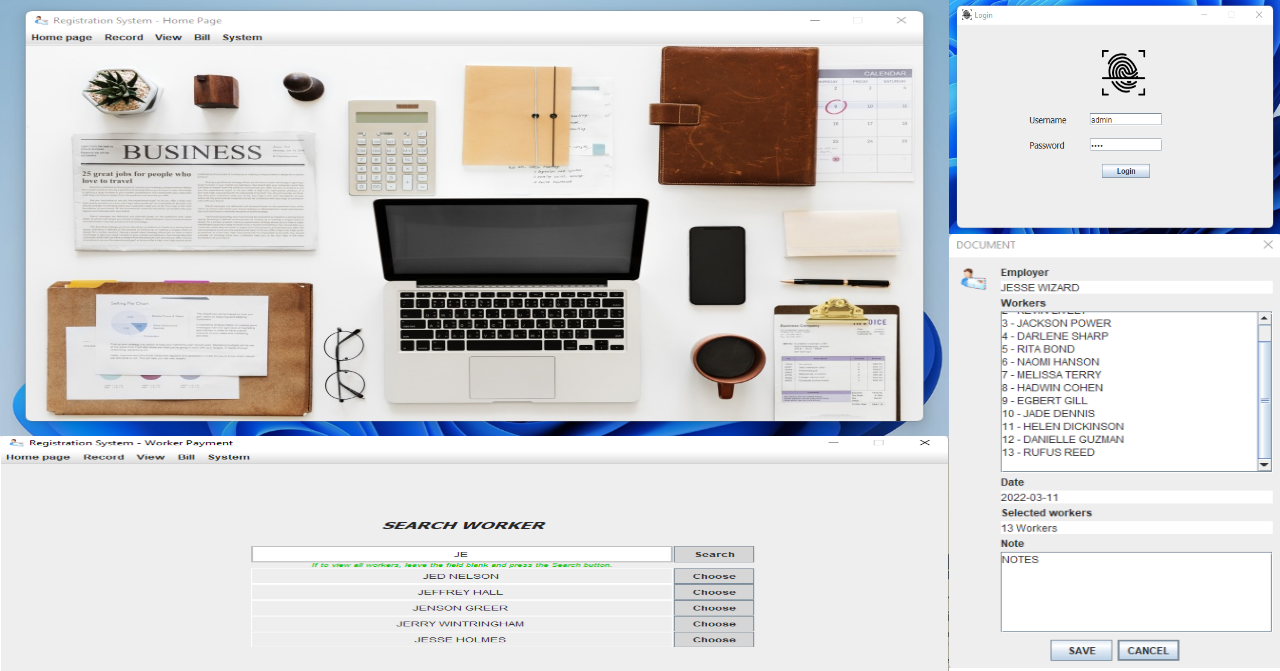 Registration System - Home Page
Home page Record View Bill System
CALENDAR
BUSINESS
25 great jobs for people who
love to travel
INVOICE
Registration System - Worker Payment
Home page Record View Bill System
SEARCH WORKER
JE Search
If to view all workers, leave the field blank and press the Search button.
JED NELSON Choose
JEFFREY HALL Choose
JENSON GREER Choose
JERRY WINTRINGHAM Choose
JESSE HOLMES Choose
Login
Username admin
Password ••••
Login
DOCUMENT
Employer
JESSE WIZARD
Workers
3 - JACKSON POWER
4 - DARLENE SHARP
5 - RITA BOND
6 - NAOMI HANSON
7 - MELISSA TERRY
8 - HADWIN COHEN
9 - EGBERT GILL
10 - JADE DENNIS
11 - HELEN DICKINSON
12 - DANIELLE GUZMAN
13 - RUFUS REED
Date
2022-03-11
Selected workers
13 Workers
Note
NOTES
SAVE CANCEL